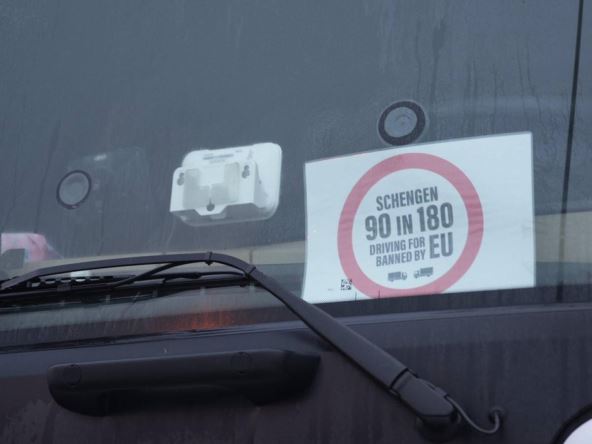 SCHENGEN
90 IN 180
DRIVING FOR EU
BANNED BY